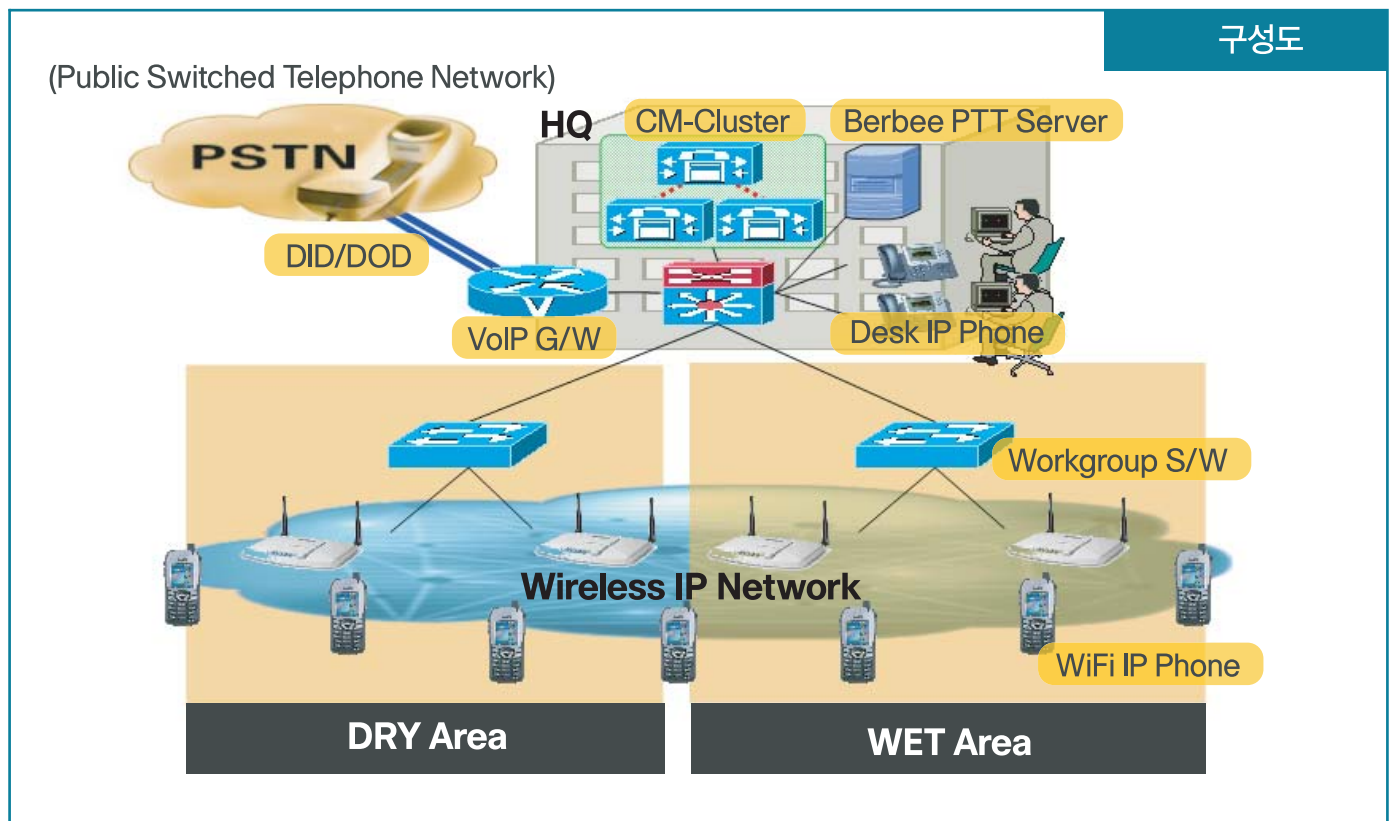 구성도
(Public Switched Telephone Network)
HQ
CM-Cluster
Berbee PTT Server
PSTN
DID/DOD
VoIP G/W
Desk IP Phone
Workgroup S/W
Wireless IP Network
WiFi IP Phone
DRY Area
WET Area